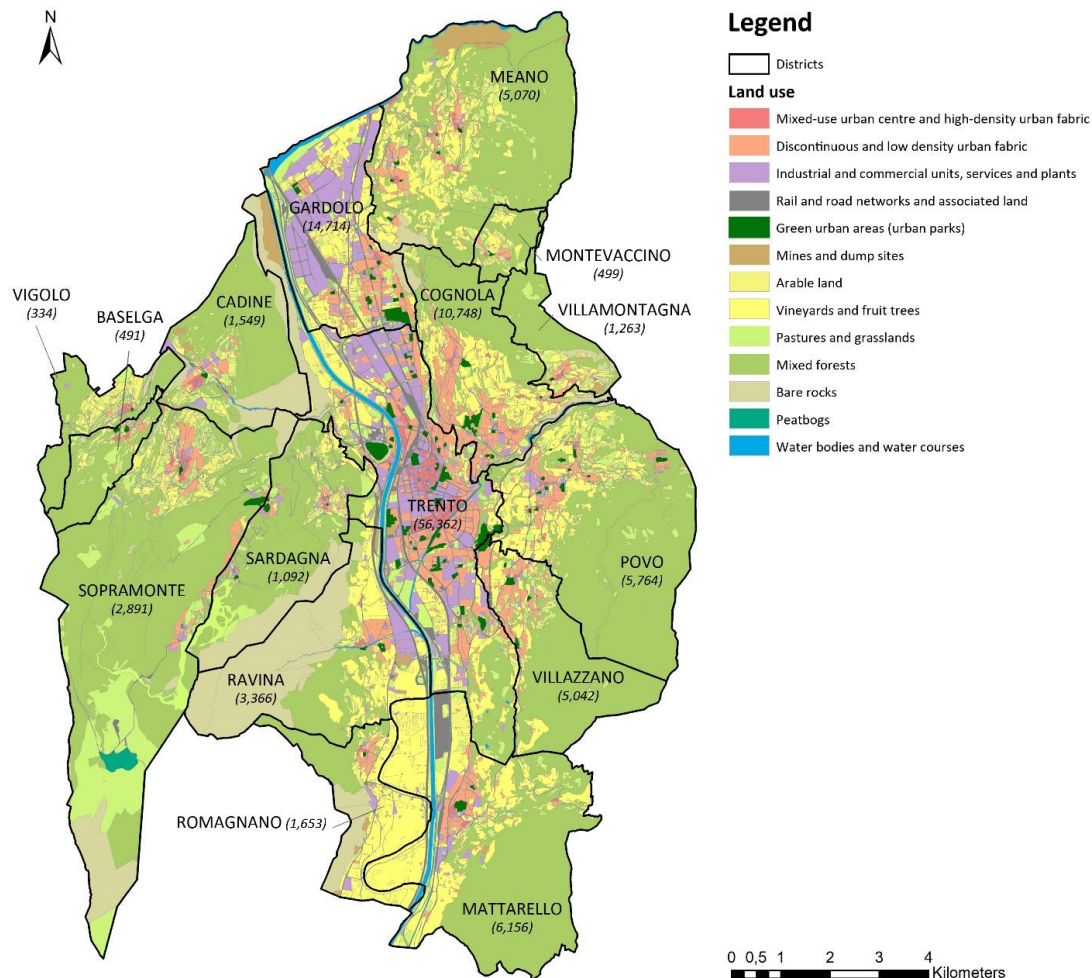 N
MEANO
(5,070)
GARDOLO
(14,714)
MONTEVACCINO
(499)
VIGOLO
(334)
BASELGA
(491)
CADINE
(1,549)
COGNOLA
(10,748)
VILLAMONTAGNA
(1,263)
TRENTO
(56,362)
SARDAGNA
(1,092)
SOPRAMONTE
(2,891)
POVO
(5,764)
RAVINA
(3,366)
VILLAZZANO
(5,042)
ROMAGNANO (1,653)
MATTARELLO
(6,156)
Legend
Districts
Land use
Mixed-use urban centre and high-density urban fabric
Discontinuous and low density urban fabric
Industrial and commercial units, services and plants
Rail and road networks and associated land
Green urban areas (urban parks)
Mines and dump sites
Arable land
Vineyards and fruit trees
Pastures and grasslands
Mixed forests
Bare rocks
Peatbogs
Water bodies and water courses
0 0,5 1 2 3 4
Kilometers